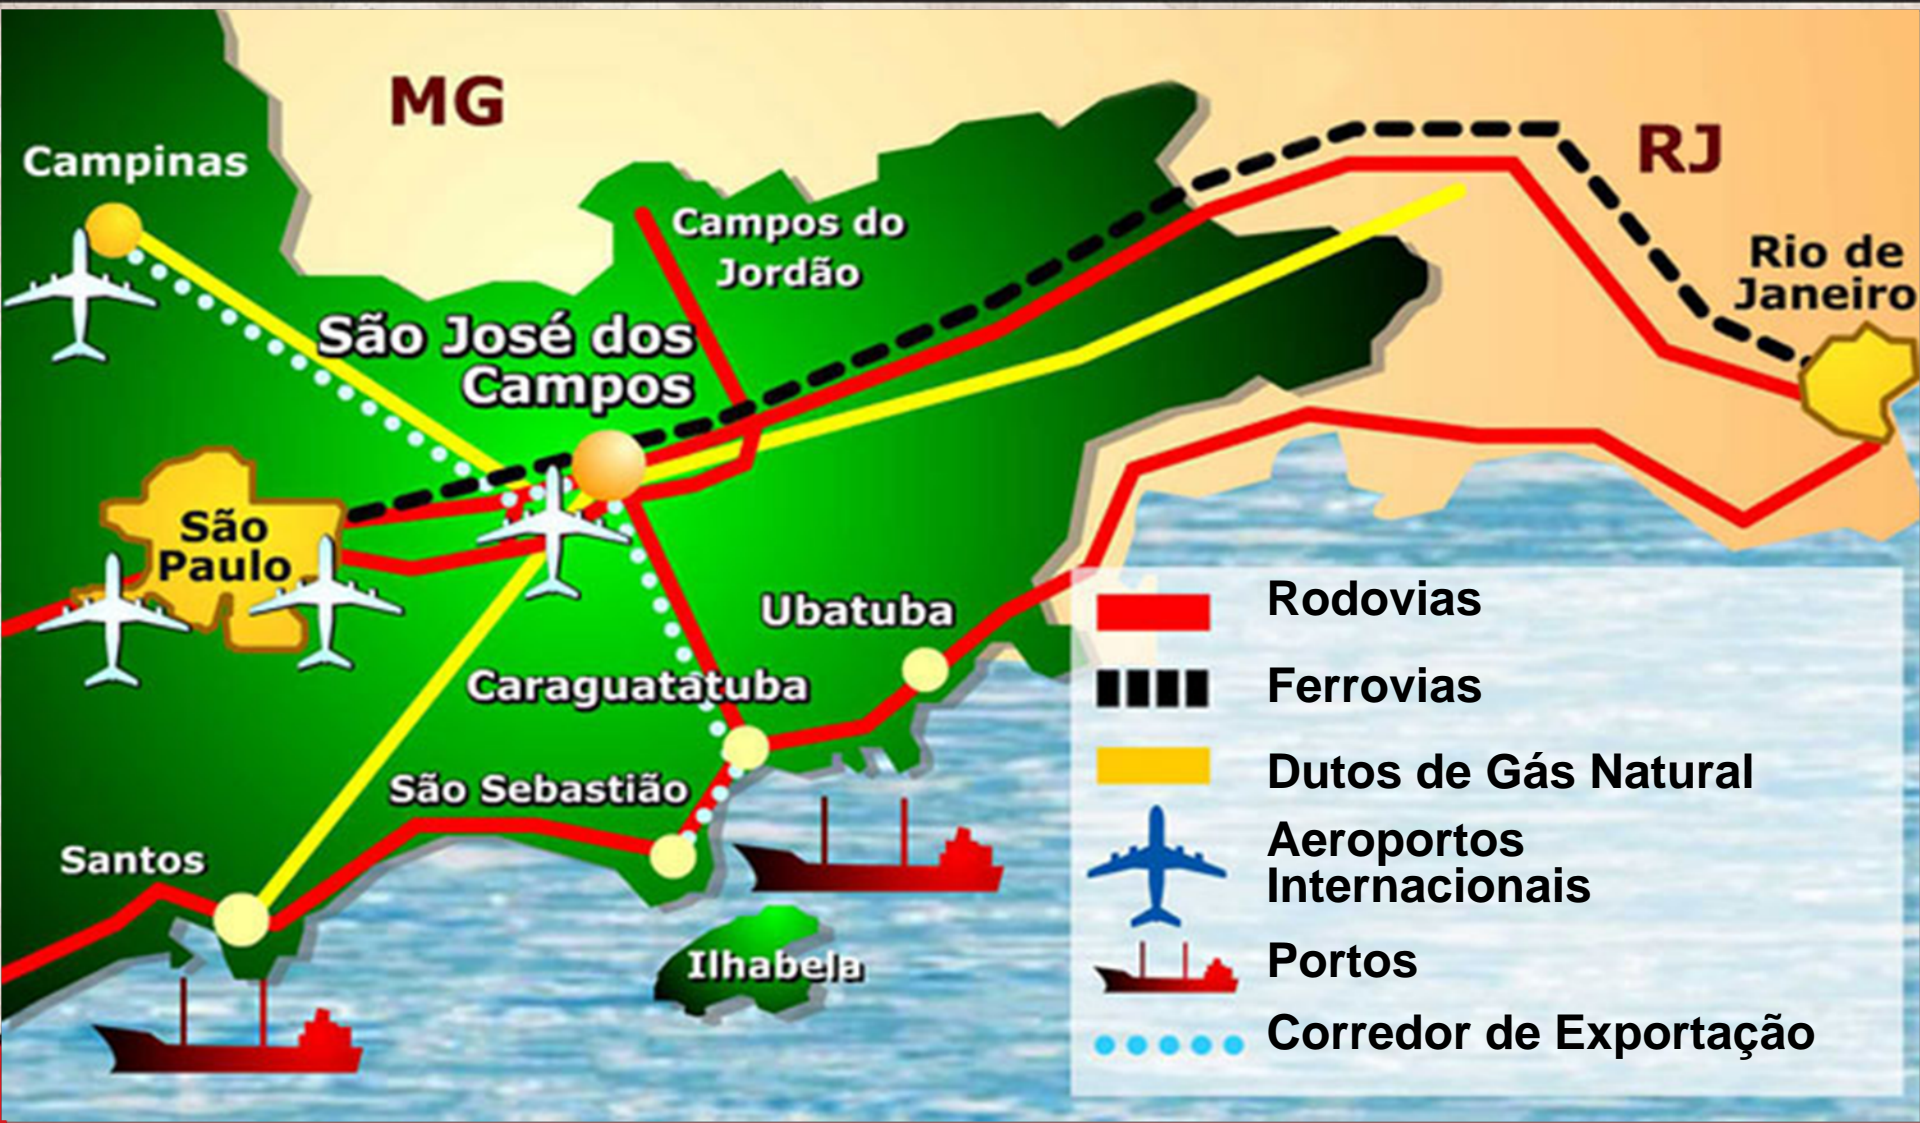 MG
Campinas
RJ
Campos do
Jordão
Rio de
Janeiro
São José dos
Campos
São
Paulo
Ubatuba
Caraguatatuba
São Sebastião
Santos
Ilhabela
Rodovias
Ferrovias
Dutos de Gás Natural
Aeroportos
Internacionais
Portos
Corredor de Exportação